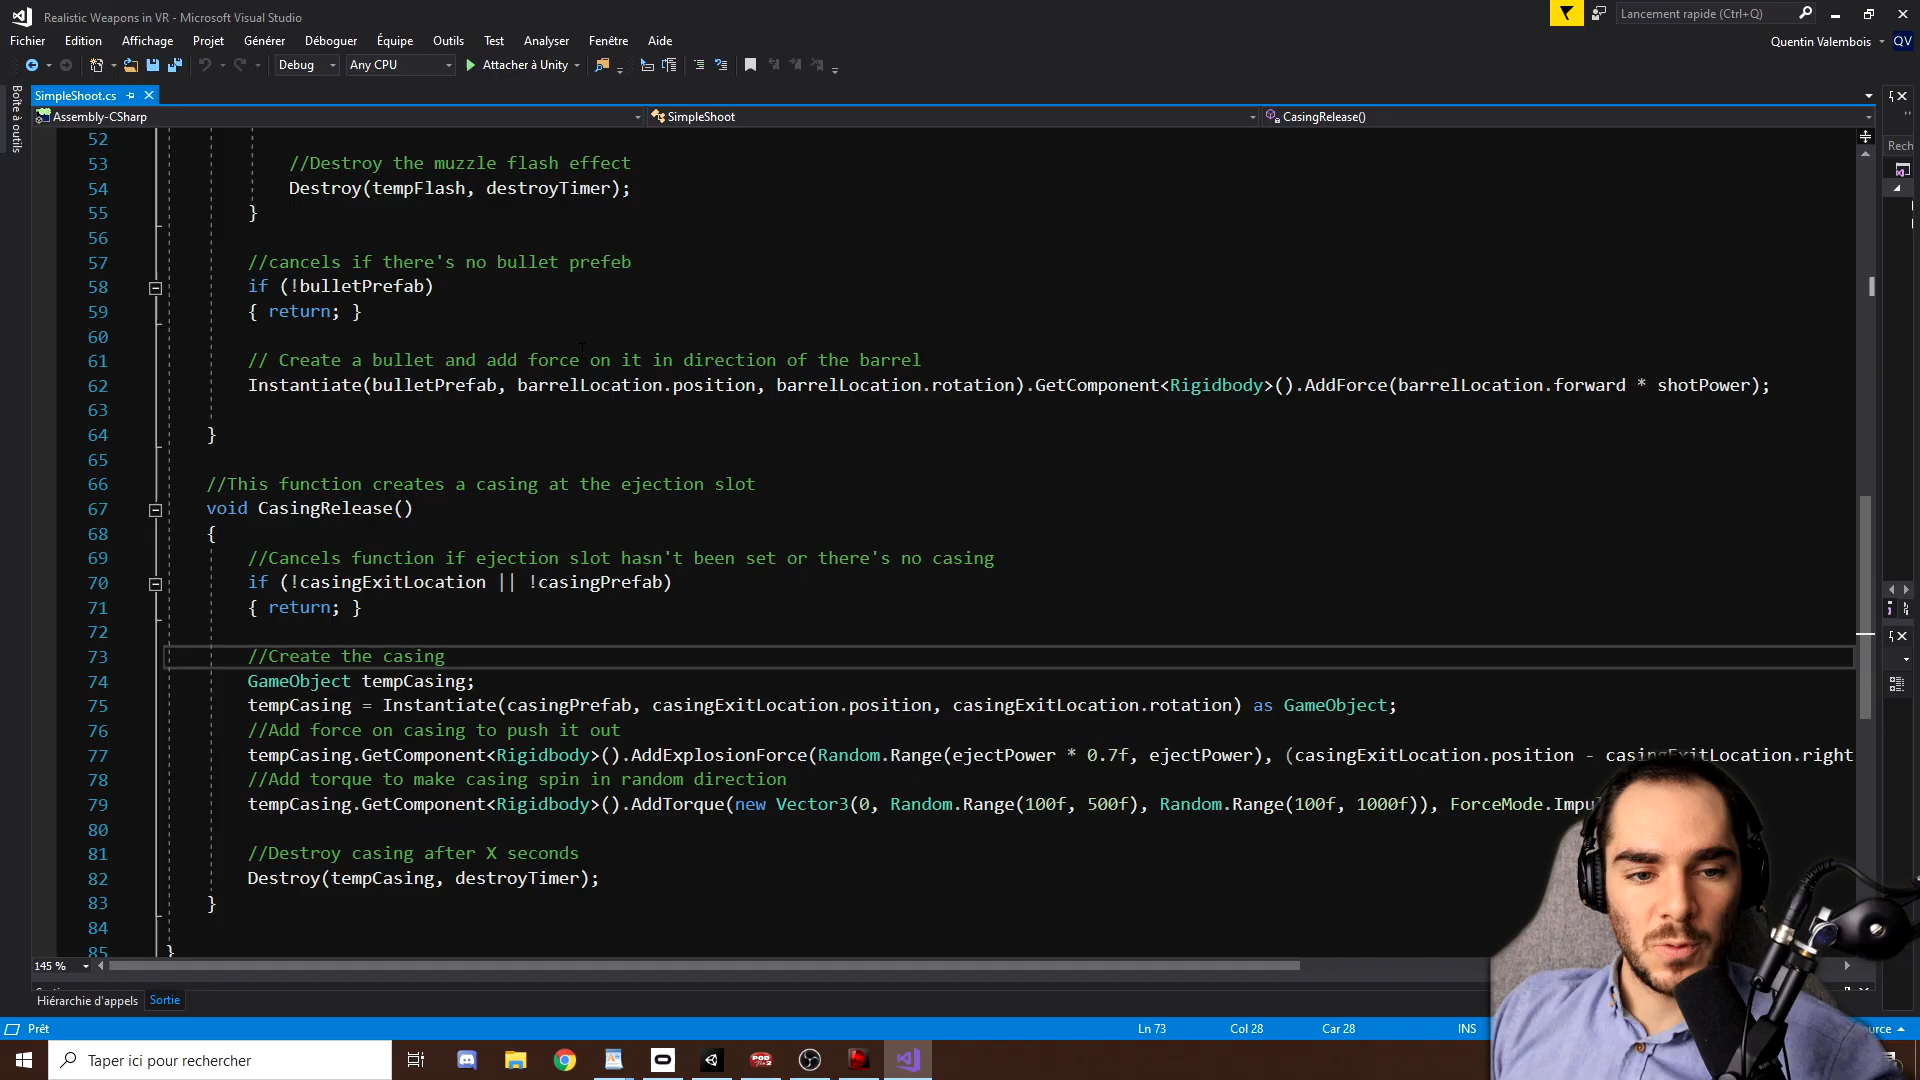 Realistic Weapons in VR - Microsoft Visual Studio
Lancement rapide (Ctrl+Q)
Fichier Edition Affichage Projet Générer Déboguer Équipe Outils Test Analyser Fenêtre Aide
Quentin Valembois QV
Debug Any CPU Attacher à Unity
Boîte à outils
SimpleShoot.cs
Assembly-CSharp SimpleShoot CasingRelease()
Rech
52
53 //Destroy the muzzle flash effect
54 Destroy(tempFlash, destroyTimer);
55 }
56
57 //cancels if there's no bullet prefeb
58 if (!bulletPrefab)
59 { return; }
60
61 // Create a bullet and add force on it in direction of the barrel
62 Instantiate(bulletPrefab, barrelLocation.position, barrelLocation.rotation).GetComponent<Rigidbody>().AddForce(barrelLocation.forward * shotPower);
63
64 }
65
66 //This function creates a casing at the ejection slot
67 void CasingRelease()
68 {
69 //Cancels function if ejection slot hasn't been set or there's no casing
70 if (!casingExitLocation || !casingPrefab)
71 { return; }
72
73 //Create the casing
74 GameObject tempCasing;
75 tempCasing = Instantiate(casingPrefab, casingExitLocation.position, casingExitLocation.rotation) as GameObject;
76 //Add force on casing to push it out
77 tempCasing.GetComponent<Rigidbody>().AddExplosionForce(Random.Range(ejectPower * 0.7f, ejectPower), (casingExitLocation.position - casingExitLocation.right
78 //Add torque to make casing spin in random direction
79 tempCasing.GetComponent<Rigidbody>().AddTorque(new Vector3(0, Random.Range(100f, 500f), Random.Range(100f, 1000f)), ForceMode.Impu
80
81 //Destroy casing after X seconds
82 Destroy(tempCasing, destroyTimer);
83 }
84
85 }
145 %
Hiérarchie d'appels Sortie
Prêt Ln 73 Col 28 Car 28 INS
Taper ici pour rechercher